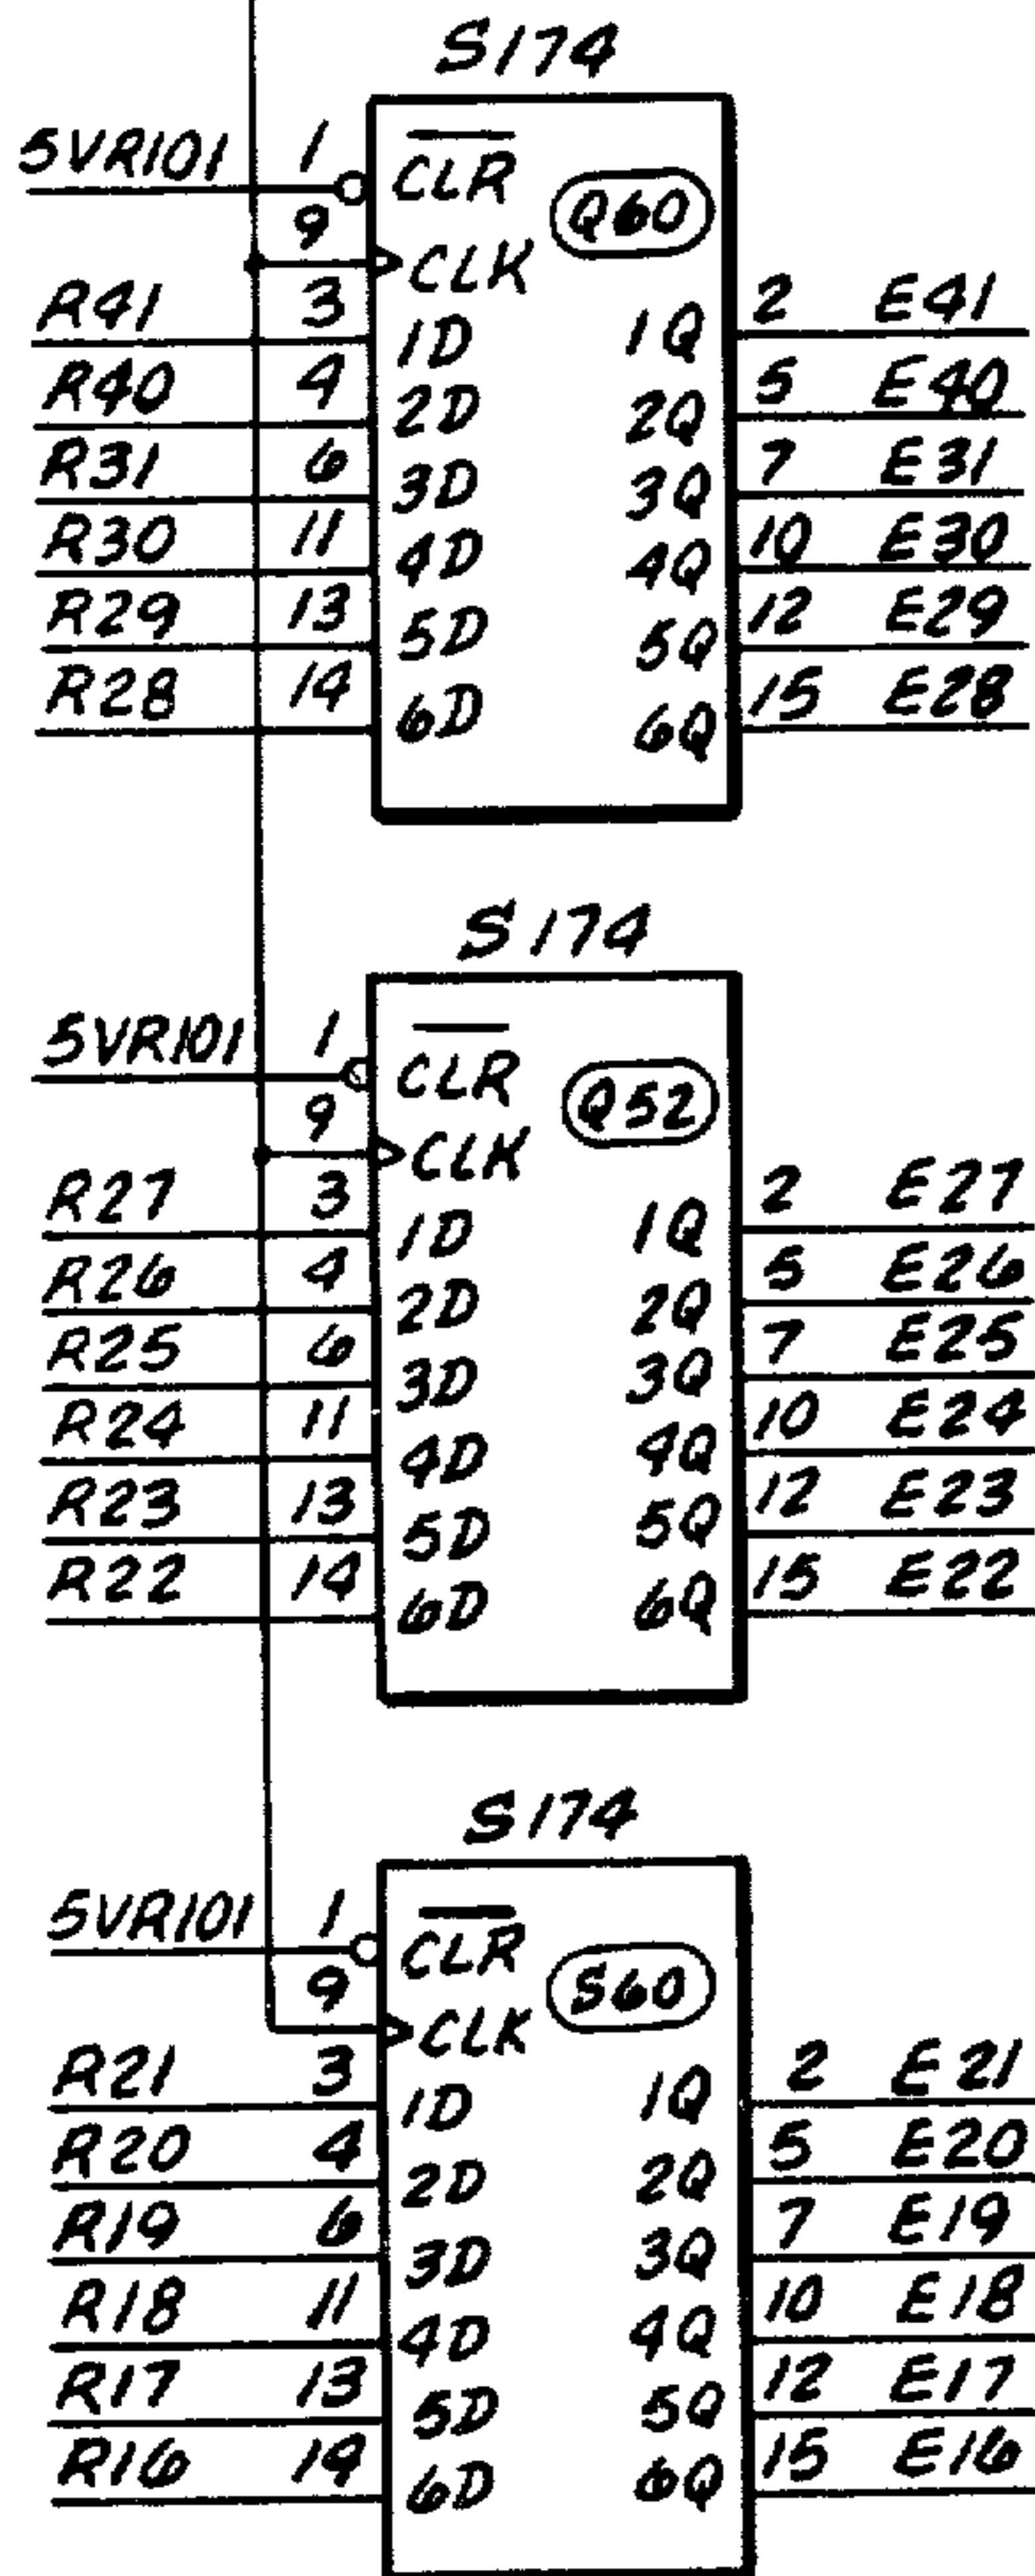 S174
5VR101 1 CLR Q60
9 CLK
R41 3 1D 1Q 2 E41
R40 4 2D 2Q 5 E40
R31 6 3D 3Q 7 E31
R30 11 4D 4Q 10 E30
R29 13 5D 5Q 12 E29
R28 14 6D 6Q 15 E28
S174
5VR101 1 CLR Q52
9 CLK
R27 3 1D 1Q 2 E27
R26 4 2D 2Q 5 E26
R25 6 3D 3Q 7 E25
R24 11 4D 4Q 10 E24
R23 13 5D 5Q 12 E23
R22 14 6D 6Q 15 E22
S174
5VR101 1 CLR S60
9 CLK
R21 3 1D 1Q 2 E21
R20 4 2D 2Q 5 E20
R19 6 3D 3Q 7 E19
R18 11 4D 4Q 10 E18
R17 13 5D 5Q 12 E17
R16 14 6D 6Q 15 E16